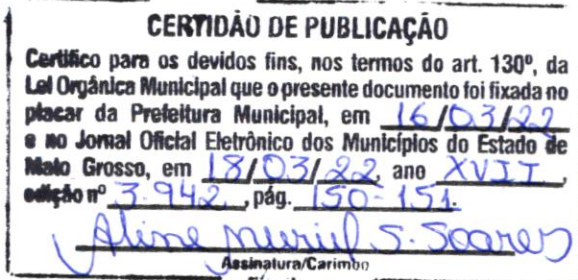 CERTIDÃO DE PUBLICAÇÃO
Certifico para os devidos fins, nos termos do art. 130º, da
Lei Orgânica Municipal que o presente documento foi fixada no
placar da Prefeitura Municipal, em 16/03/22
e no Jornal Oficial Eletrônico dos Municípios do Estado de
Mato Grosso, em 18/03/22, ano XVII,
edição nº 3.942, pág. 150-151.
Aline Muriel S. Soares
Assinatura/Carimbo